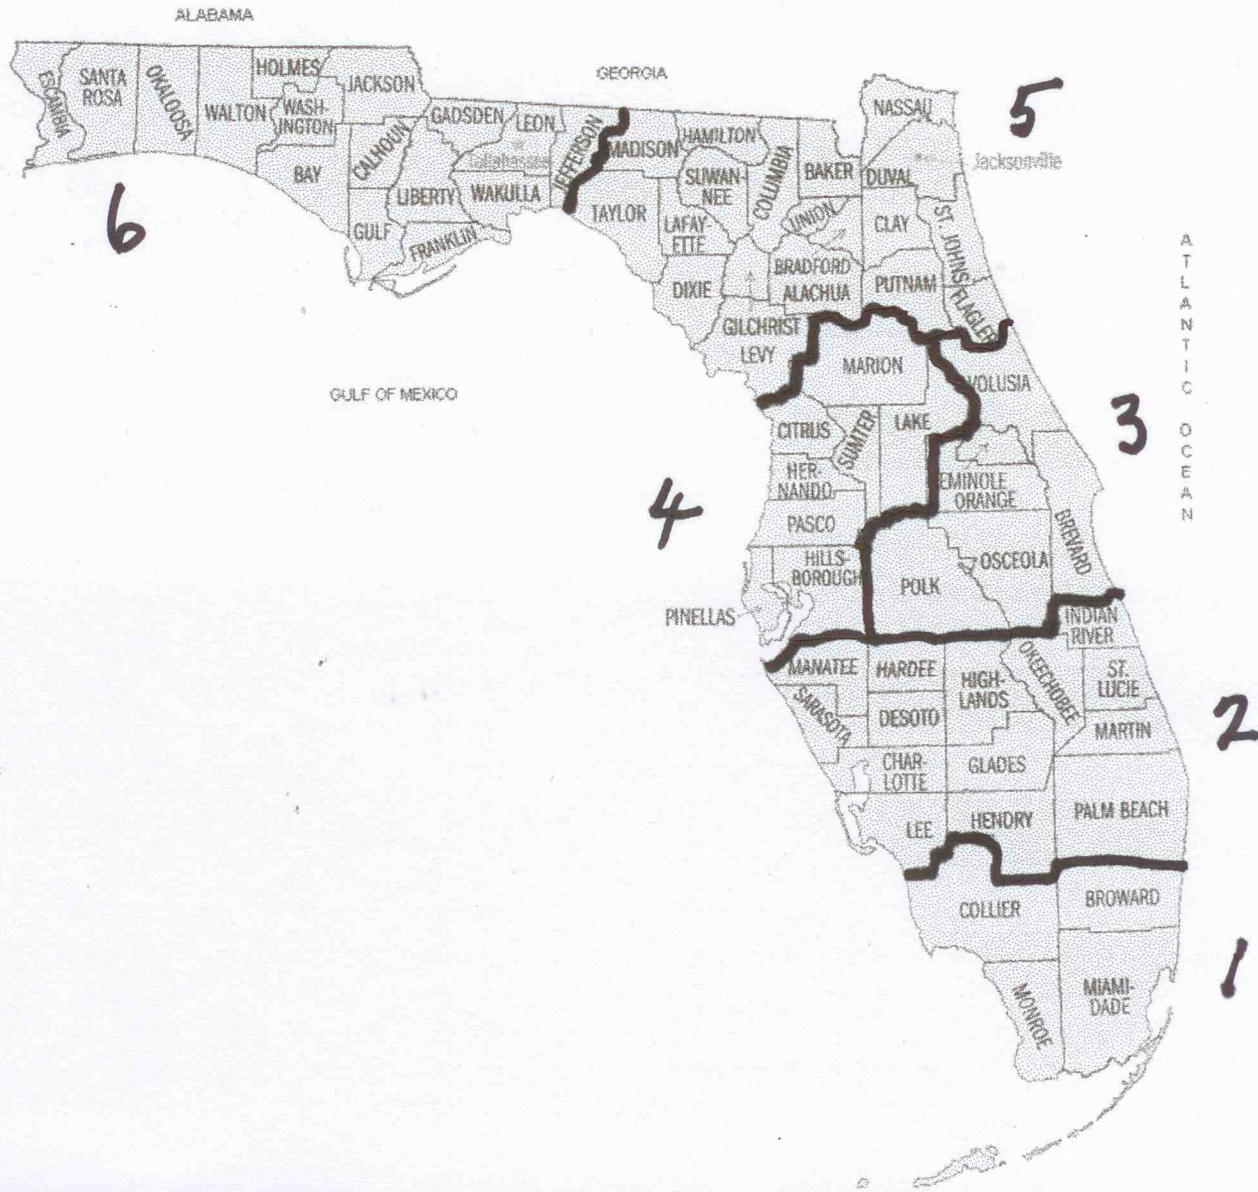 ALABAMA
GEORGIA
ESCAMBIA
SANTA
ROSA
OKALOOSA
WALTON
HOLMES
WASH-
INGTON
JACKSON
BAY
CALHOUN
GULF
GADSDEN
LIBERTY
LEON
Tallahassee
WAKULLA
FRANKLIN
JEFFERSON
MADISON
TAYLOR
HAMILTON
SUWAN-
NEE
LAFAY-
ETTE
DIXIE
COLUMBIA
BAKER
UNION
BRADFORD
ALACHUA
GILCHRIST
LEVY
NASSAU
Jacksonville
DUVAL
CLAY
ST. JOHNS
PUTNAM
FLAGLER
5
6
GULF OF MEXICO
ATLANTIC OCEAN
MARION
VOLUSIA
CITRUS
SUMTER
LAKE
HER-
NANDO
PASCO
HILLS-
BOROUGH
PINELLAS
EMINOLE
ORANGE
BREVARD
OSCEOLA
POLK
3
4
INDIAN
RIVER
MANATEE
HARDEE
HIGH-
LANDS
OKEECHOBEE
ST.
LUCIE
SARASOTA
DESOTO
MARTIN
CHAR-
LOTTE
GLADES
LEE
HENDRY
PALM BEACH
2
COLLIER
BROWARD
MONROE
MIAMI-
DADE
1